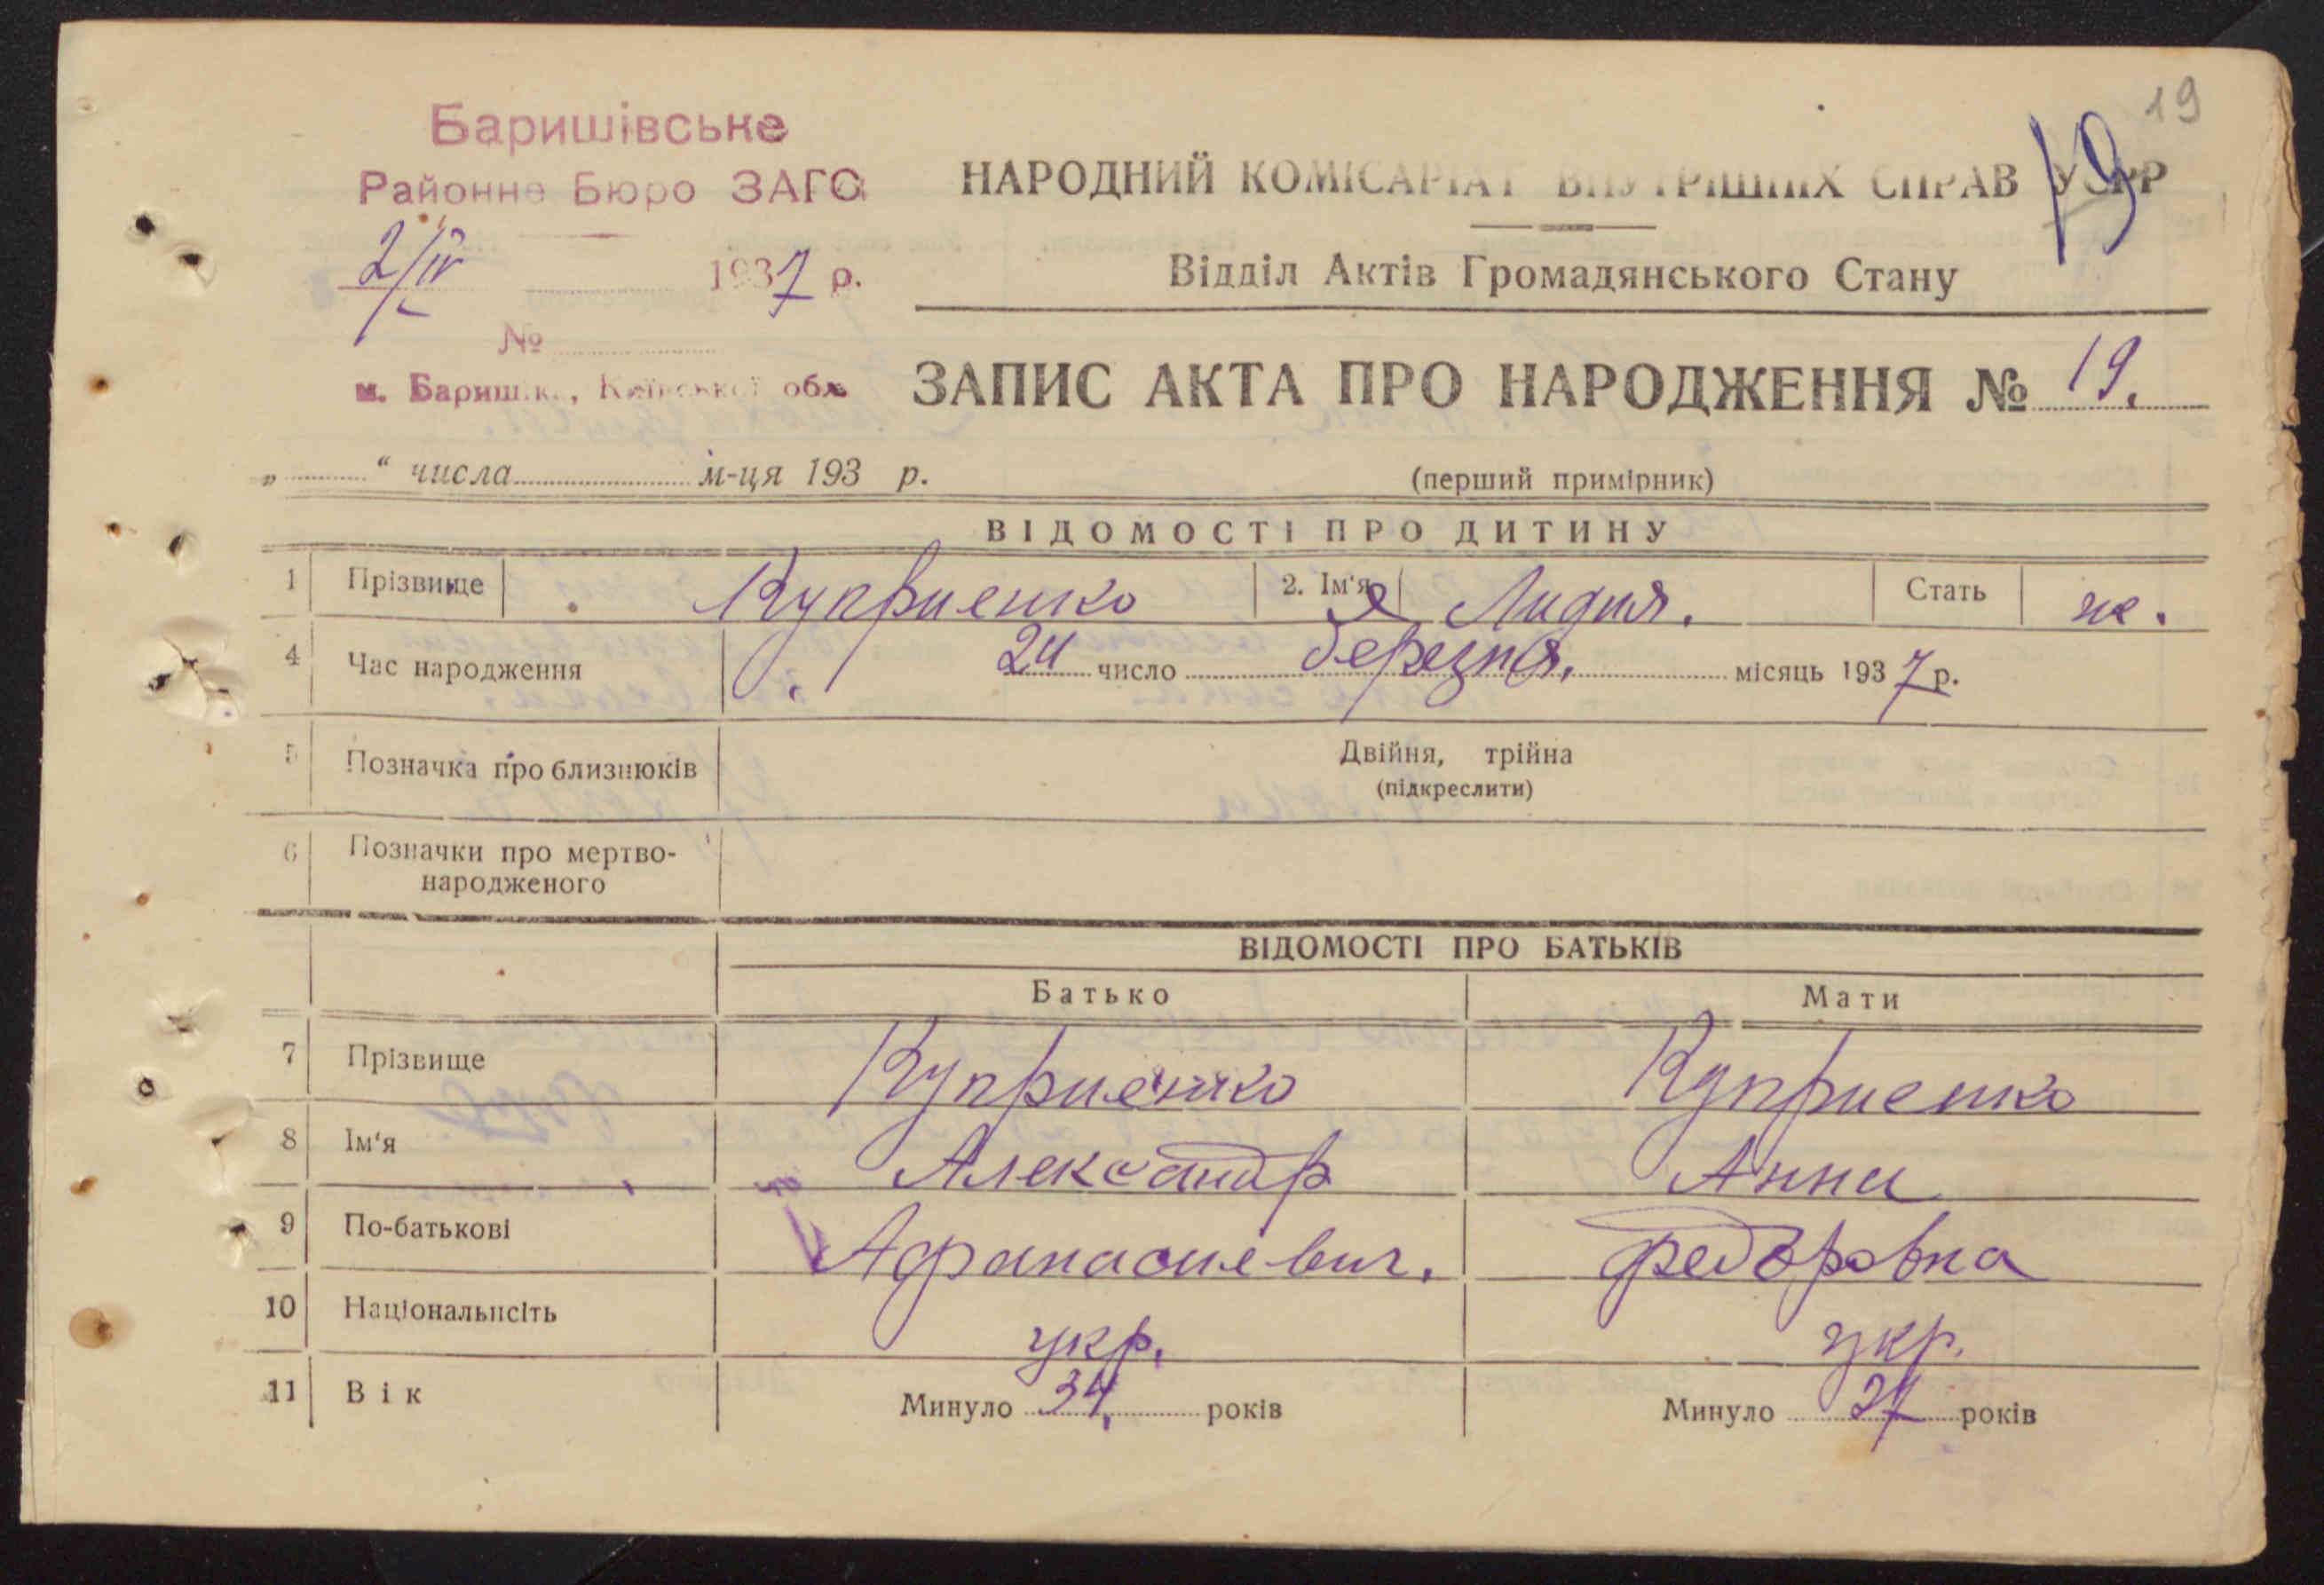 19
Баришівське
Районне Бюро ЗАГС
НАРОДНИЙ КОМІСАРІАТ ВНУТРІШНІХ СПРАВ УСРР
19
2/IV 1937 р.
Відділ Актів Громадянського Стану
№
м. Баришівка, Київської обл.
ЗАПИС АКТА ПРО НАРОДЖЕННЯ № 19.
„ “ числа м-ця 193 р.
(перший примірник)
ВІДОМОСТІ ПРО ДИТИНУ
1 Прізвище Куприенко 2. Ім'я Лидия. Стать ж.
4 Час народження 24 число березня. місяць 1937 р.
5 Позначка про близнюків Двійня, трійна
(підкреслити)
6 Позначки про мертво-
народженого
ВІДОМОСТІ ПРО БАТЬКІВ
Батько Мати
7 Прізвище Куприенко Куприенко
8 Ім'я Александр Анна
9 По-батькові Афанасиевич. Федоровна
10 Національність укр. укр.
11 Вік Минуло 34, років Минуло 27 років